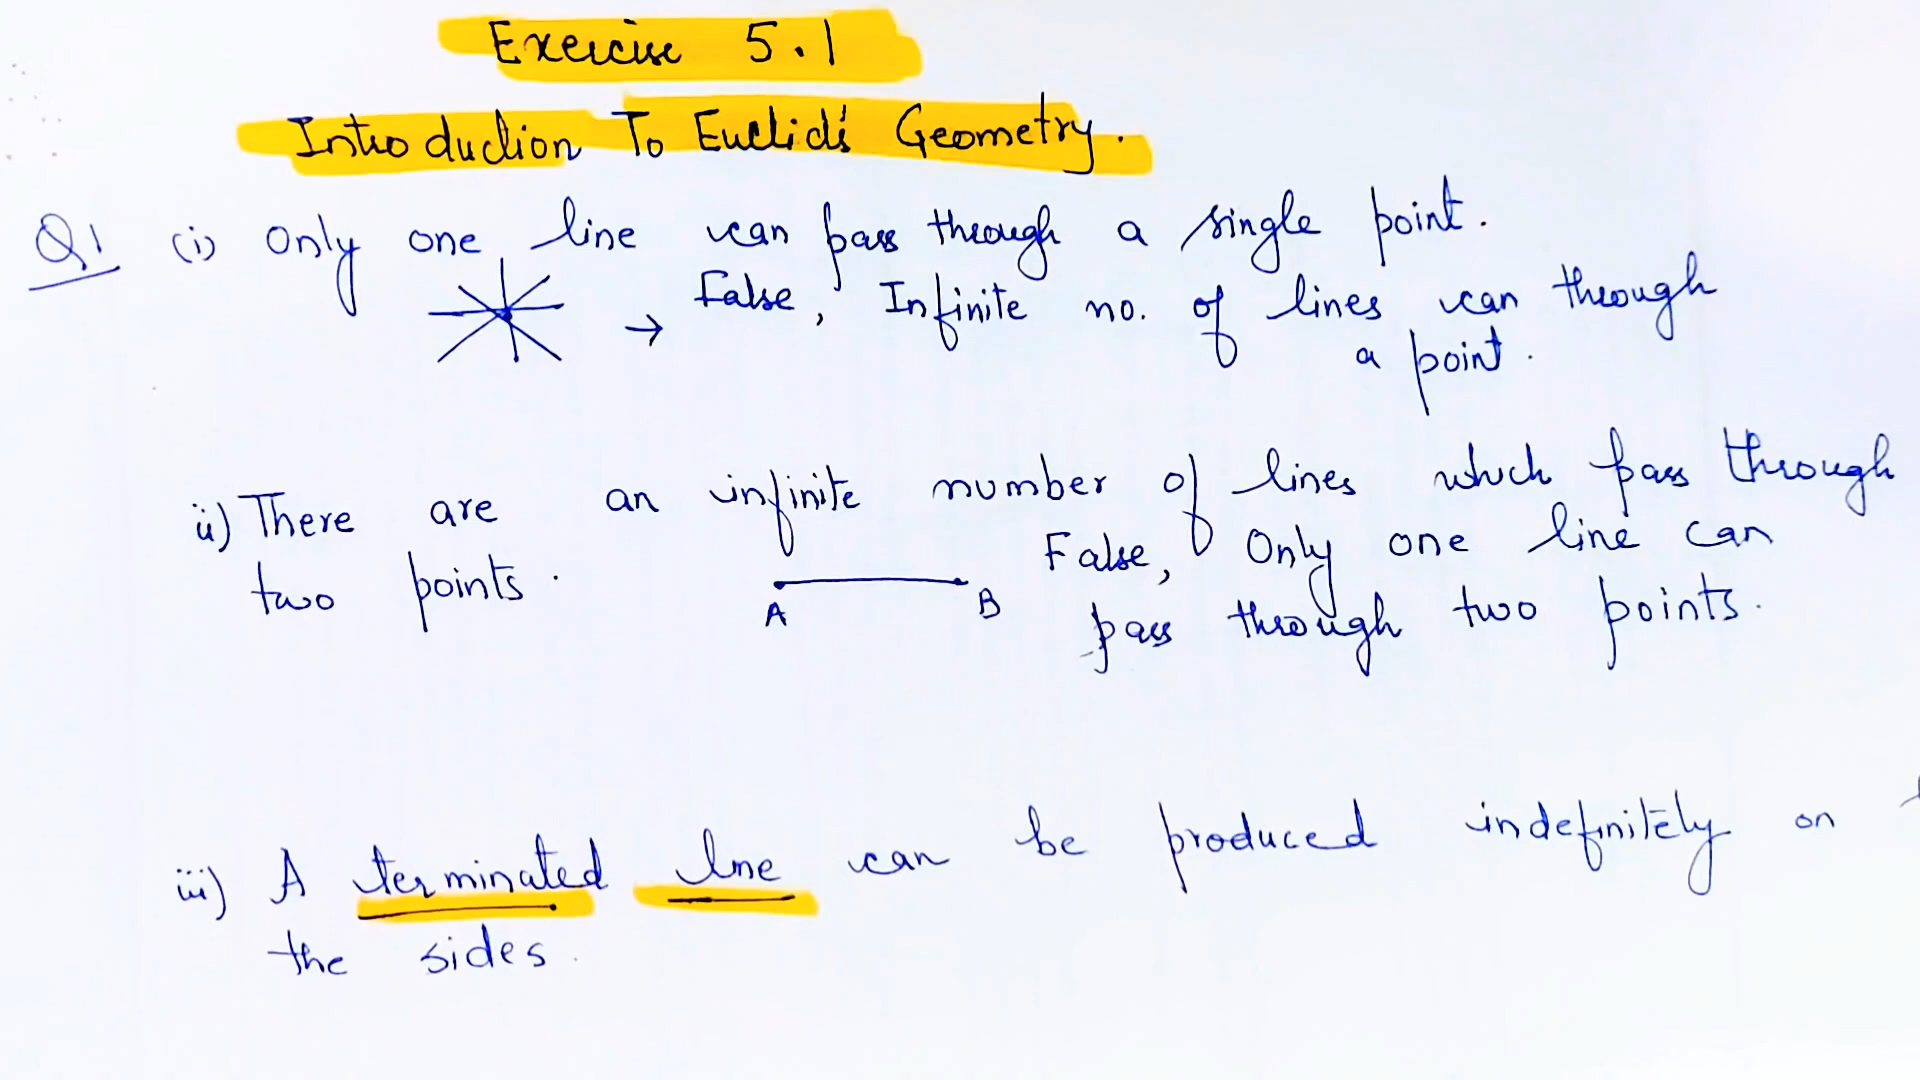 Exercise 5.1
Introduction To Euclid's Geometry.
Q1 (i) Only one line can pass through a single point.
→ False, Infinite no. of lines can through
a point.
ii) There are an infinite number of lines which pass through
two points.
False, Only one line can
A B
pass through two points.
iii) A terminated line can be produced indefinitely on
the sides.